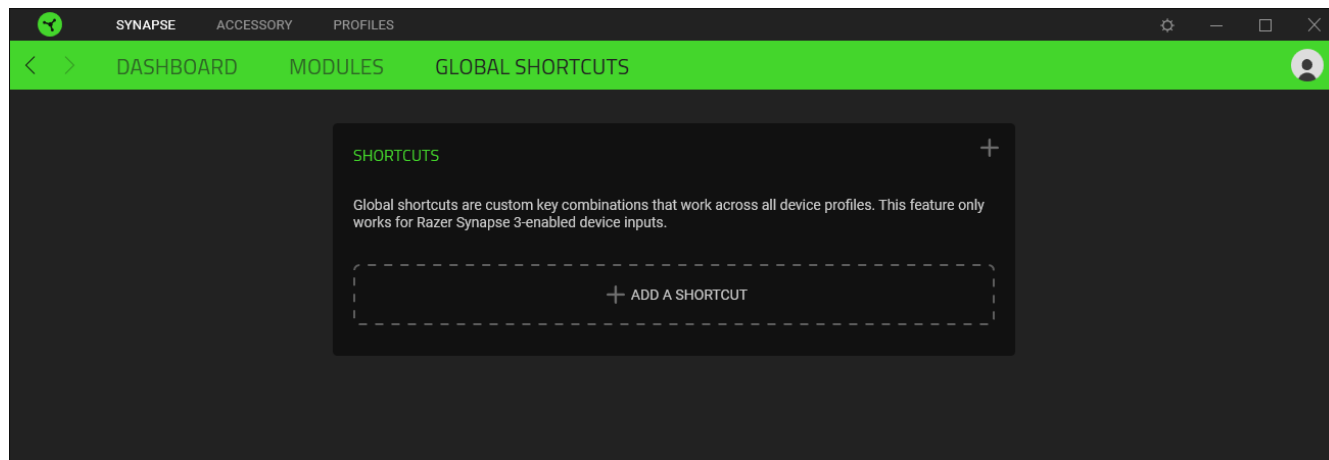 SYNAPSE ACCESSORY PROFILES
DASHBOARD MODULES GLOBAL SHORTCUTS
SHORTCUTS
Global shortcuts are custom key combinations that work across all device profiles. This feature only
works for Razer Synapse 3-enabled device inputs.
ADD A SHORTCUT